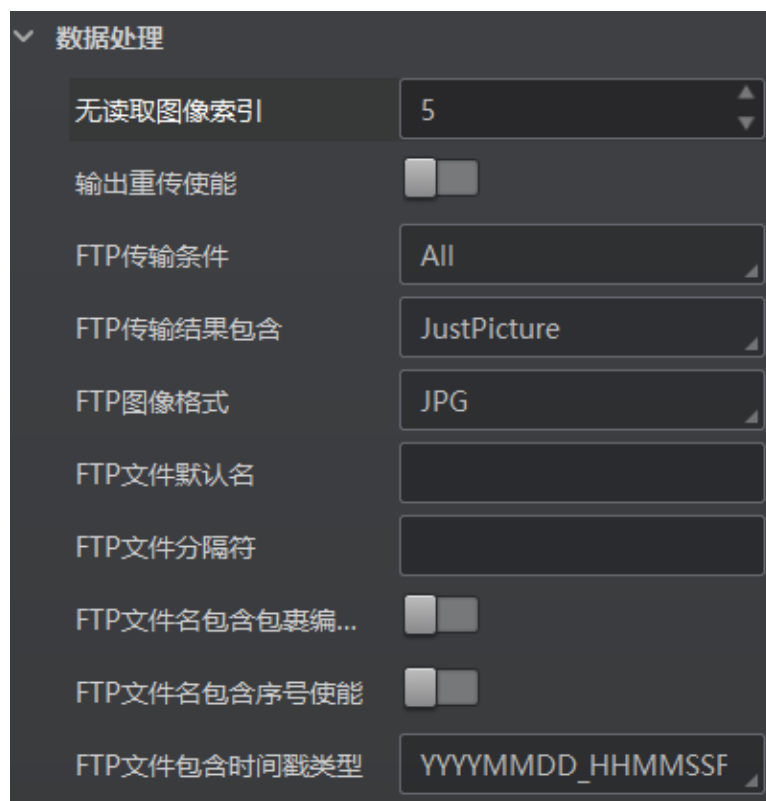 数据处理
无读取图像索引 5
输出重传使能
FTP传输条件 All
FTP传输结果包含 JustPicture
FTP图像格式 JPG
FTP文件默认名
FTP文件分隔符
FTP文件名包含包裹编...
FTP文件名包含序号使能
FTP文件包含时间戳类型 YYYYMMDD_HHMMSSF